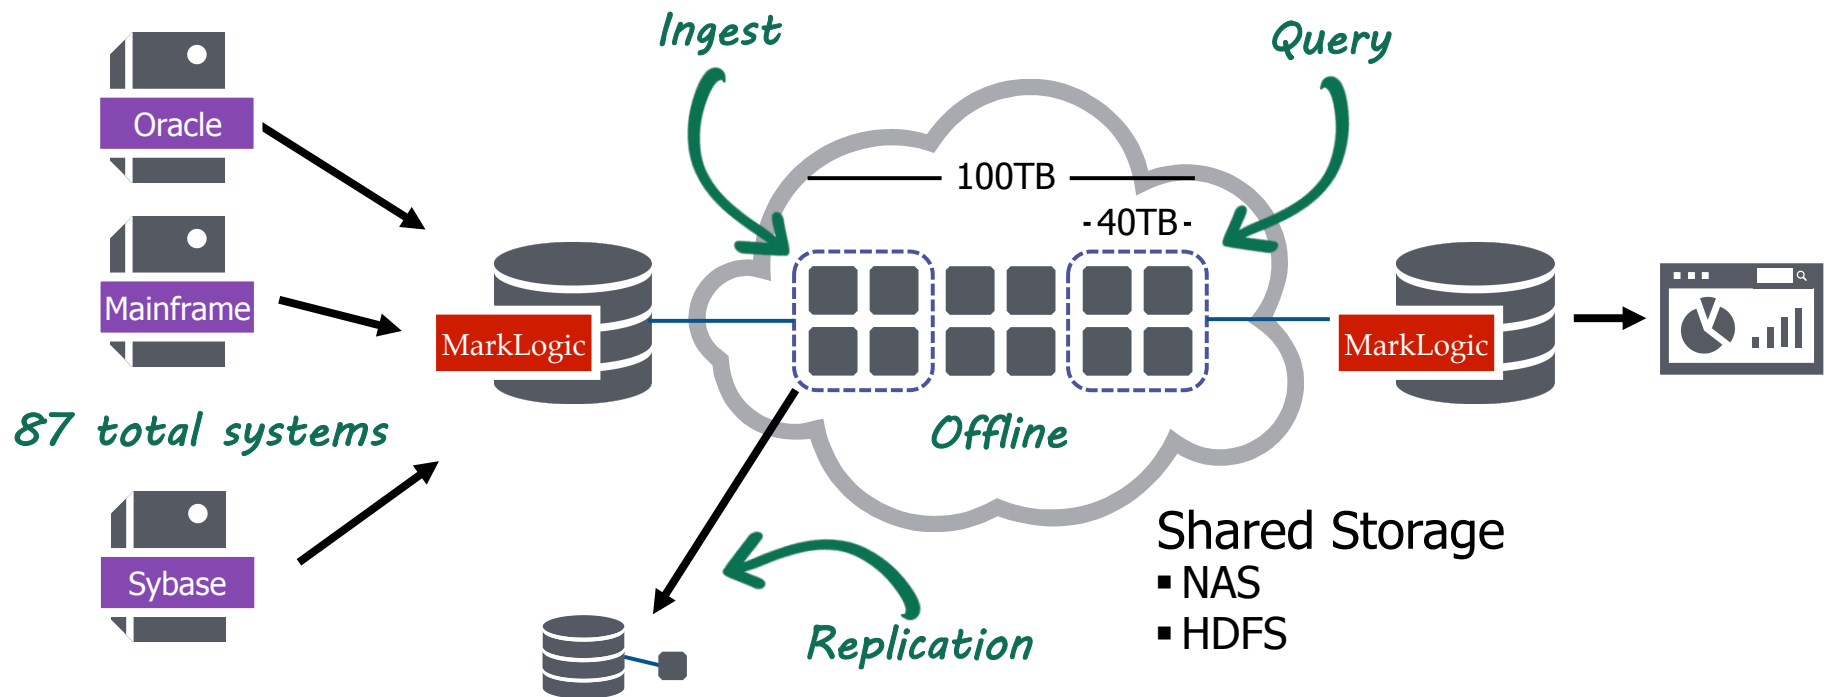 Ingest
Query
Oracle
100TB
-40TB-
Mainframe
MarkLogic
MarkLogic
87 total systems
Offline
Sybase
Shared Storage
▪ NAS
▪ HDFS
Replication